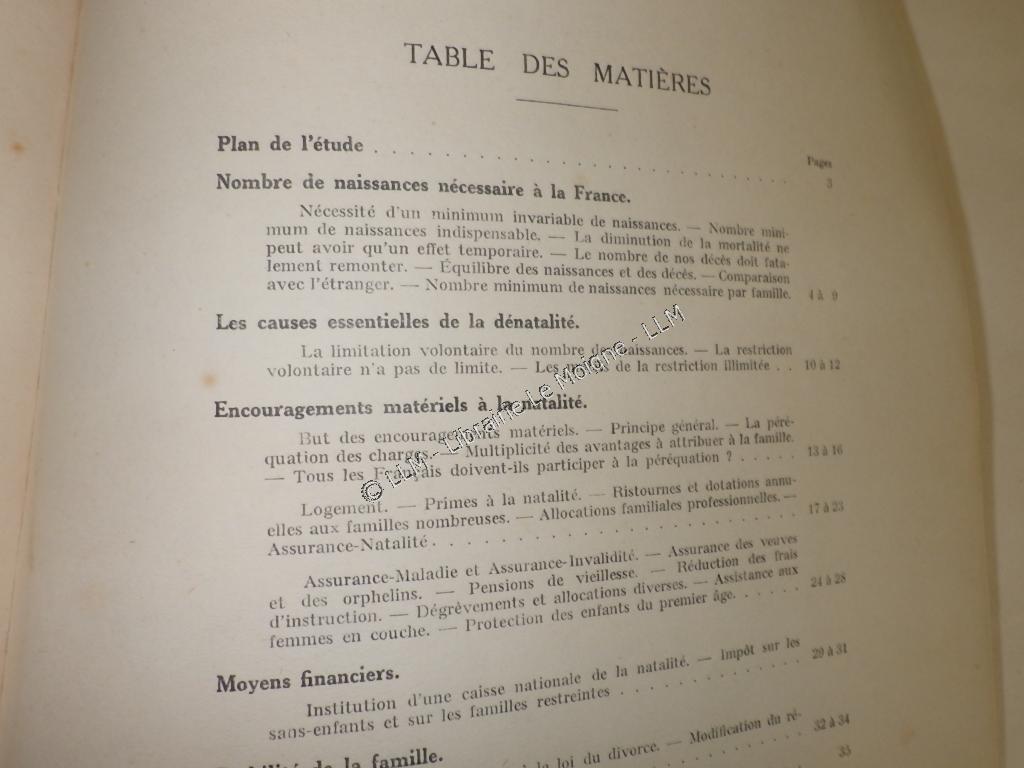 TABLE DES MATIÈRES
Pages
Plan de l'étude . . . . . . . . . . . . . . . . . . . . 3
Nombre de naissances nécessaire à la France.
Nécessité d'un minimum invariable de naissances. — Nombre mini-
mum de naissances indispensable. — La diminution de la mortalité ne
peut avoir qu'un effet temporaire. — Le nombre de nos décès doit fata-
lement remonter. — Équilibre des naissances et des décès. — Comparaison
avec l'étranger. — Nombre minimum de naissances nécessaire par famille. 4 à 9
Les causes essentielles de la dénatalité.
La limitation volontaire du nombre de naissances. — La restriction
volontaire n'a pas de limite. — Les de la restriction illimitée . . 10 à 12
Encouragements matériels à la natalité.
But des encouragements matériels. — Principe général. — La péré-
quation des charges. — Multiplicité des avantages à attribuer à la famille.
— Tous les Français doivent-ils participer à la péréquation ? . . . . . 13 à 16
Logement. — Primes à la natalité. — Ristournes et dotations annu-
elles aux familles nombreuses. — Allocations familiales professionnelles. —
Assurance-Natalité . . . . . . . . . . . . . . . . . . 17 à 23
Assurance-Maladie et Assurance-Invalidité. — Assurance des veuves
et des orphelins. — Pensions de vieillesse. — Réduction des frais
d'instruction. — Dégrèvements et allocations diverses. — Assistance aux
femmes en couche. — Protection des enfants du premier âge. . . . . . 24 à 28
Moyens financiers.
Institution d'une caisse nationale de la natalité. — Impôt sur les
sans-enfants et sur les familles restreintes . . . . . . . . . . 29 à 31
de la famille.
la loi du divorce. — Modification du ré- 32 à 34
35
© LLM - Librairie Le Moigne - LLM